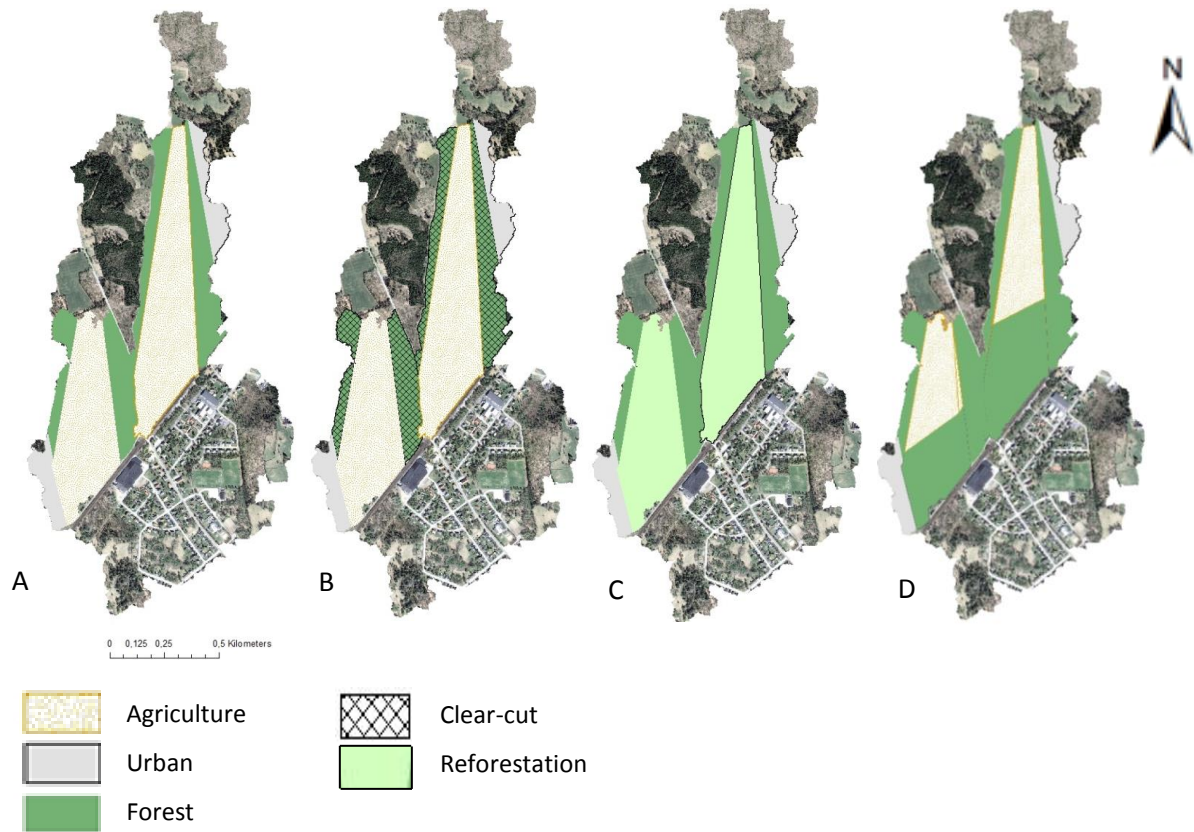 N
A B C D
0 0,125 0,25 0,5 Kilometers
Agriculture Clear-cut
Urban Reforestation
Forest